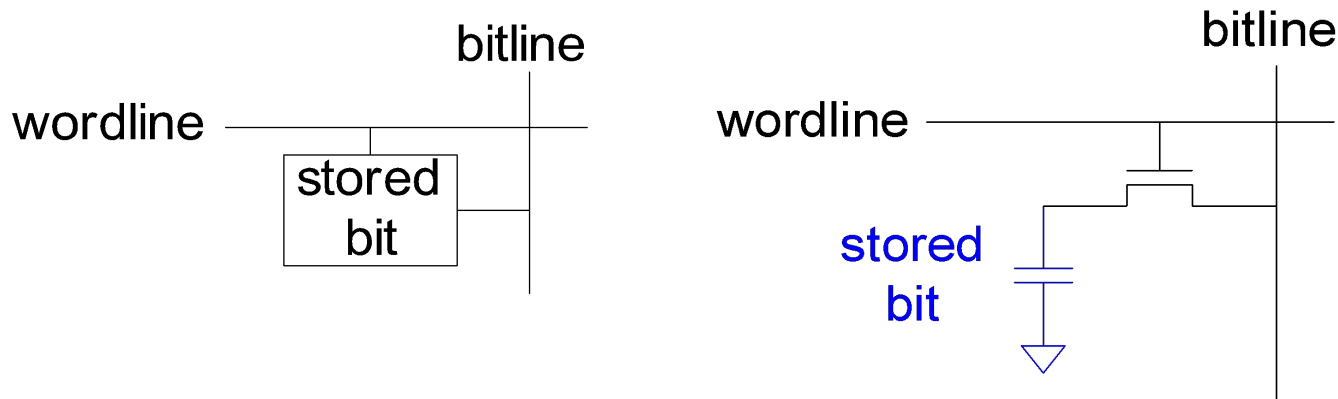 bitline
wordline
stored
bit
bitline
wordline
stored
bit